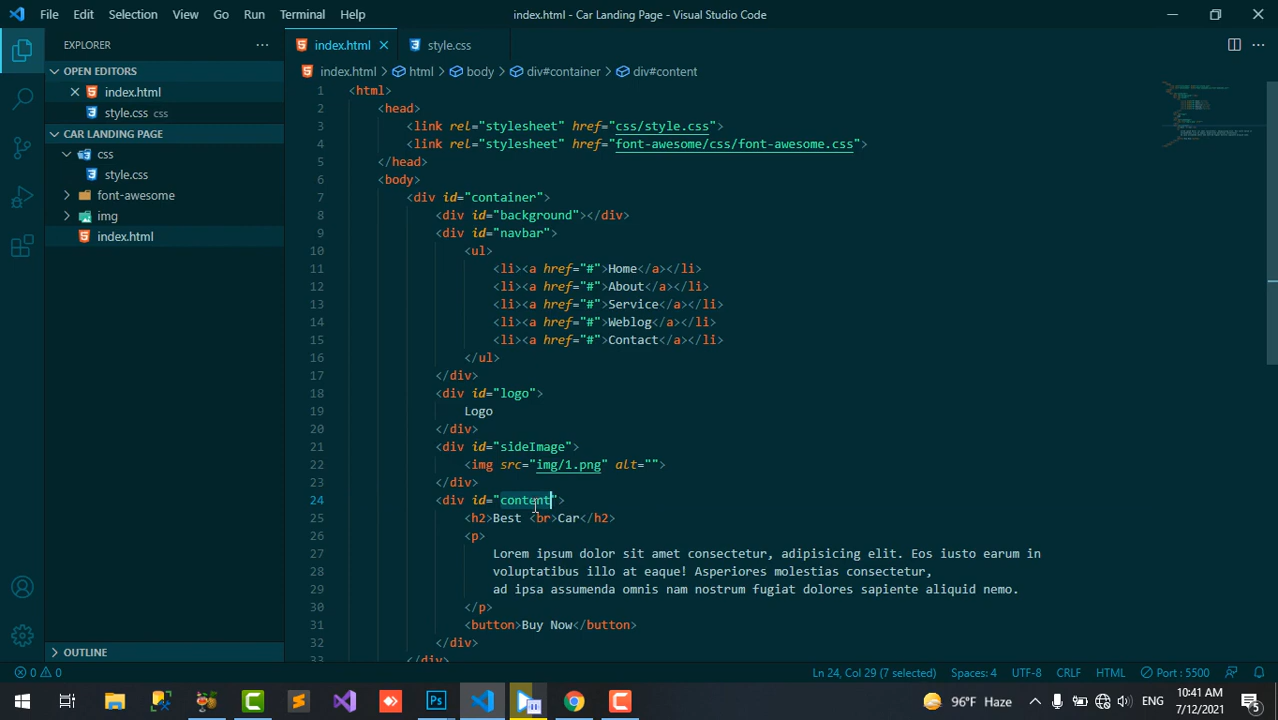 File Edit Selection View Go Run Terminal Help index.html - Car Landing Page - Visual Studio Code
EXPLORER
index.html
style.css
OPEN EDITORS
index.html
style.css css
CAR LANDING PAGE
css
style.css
font-awesome
img
index.html
OUTLINE
index.html > html > body > div#container > div#content
1 <html>
2 <head>
3 <link rel="stylesheet" href="css/style.css">
4 <link rel="stylesheet" href="font-awesome/css/font-awesome.css">
5 </head>
6 <body>
7 <div id="container">
8 <div id="background"></div>
9 <div id="navbar">
10 <ul>
11 <li><a href="#">Home</a></li>
12 <li><a href="#">About</a></li>
13 <li><a href="#">Service</a></li>
14 <li><a href="#">Weblog</a></li>
15 <li><a href="#">Contact</a></li>
16 </ul>
17 </div>
18 <div id="logo">
19 Logo
20 </div>
21 <div id="sideImage">
22 <img src="img/1.png" alt="">
23 </div>
24 <div id="content">
25 <h2>Best <br>Car</h2>
26 <p>
27 Lorem ipsum dolor sit amet consectetur, adipisicing elit. Eos iusto earum in
28 voluptatibus illo at eaque! Asperiores molestias consectetur,
29 ad ipsa assumenda omnis nam nostrum fugiat dolores sapiente aliquid nemo.
30 </p>
31 <button>Buy Now</button>
32 </div>
33 </div>
0 0 Ln 24, Col 29 (7 selected) Spaces: 4 UTF-8 CRLF HTML Port : 5500
Ps
96°F Haze ENG 10:41 AM
7/12/2021 5